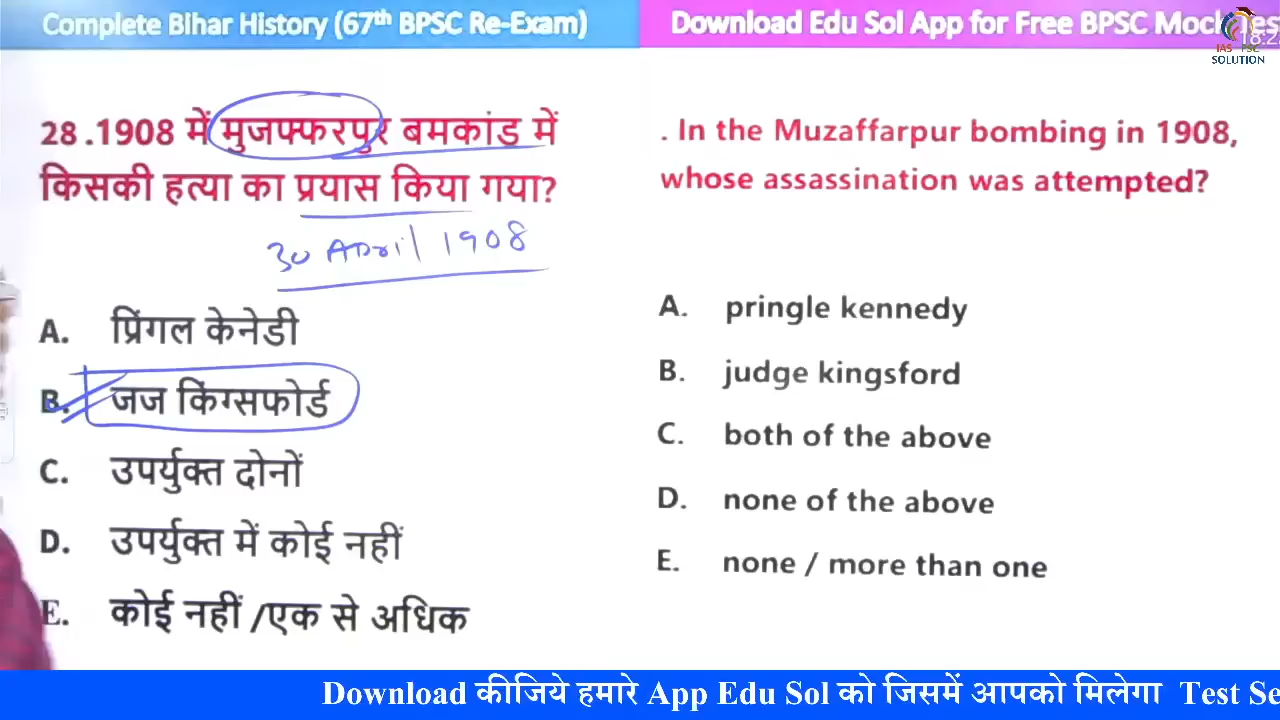 Complete Bihar History (67th BPSC Re-Exam)
Download Edu Sol App for Free BPSC Mock Tes
18:2
IAS PSC
SOLUTION
28 .1908 में मुजफ्फरपुर बमकांड में
किसकी हत्या का प्रयास किया गया?
30 April 1908
A. प्रिंगल केनेडी
B. जज किंग्सफोर्ड
C. उपर्युक्त दोनों
D. उपर्युक्त में कोई नहीं
E. कोई नहीं /एक से अधिक
. In the Muzaffarpur bombing in 1908,
whose assassination was attempted?
A. pringle kennedy
B. judge kingsford
C. both of the above
D. none of the above
E. none / more than one
Download कीजिये हमारे App Edu Sol को जिसमें आपको मिलेगा Test Se